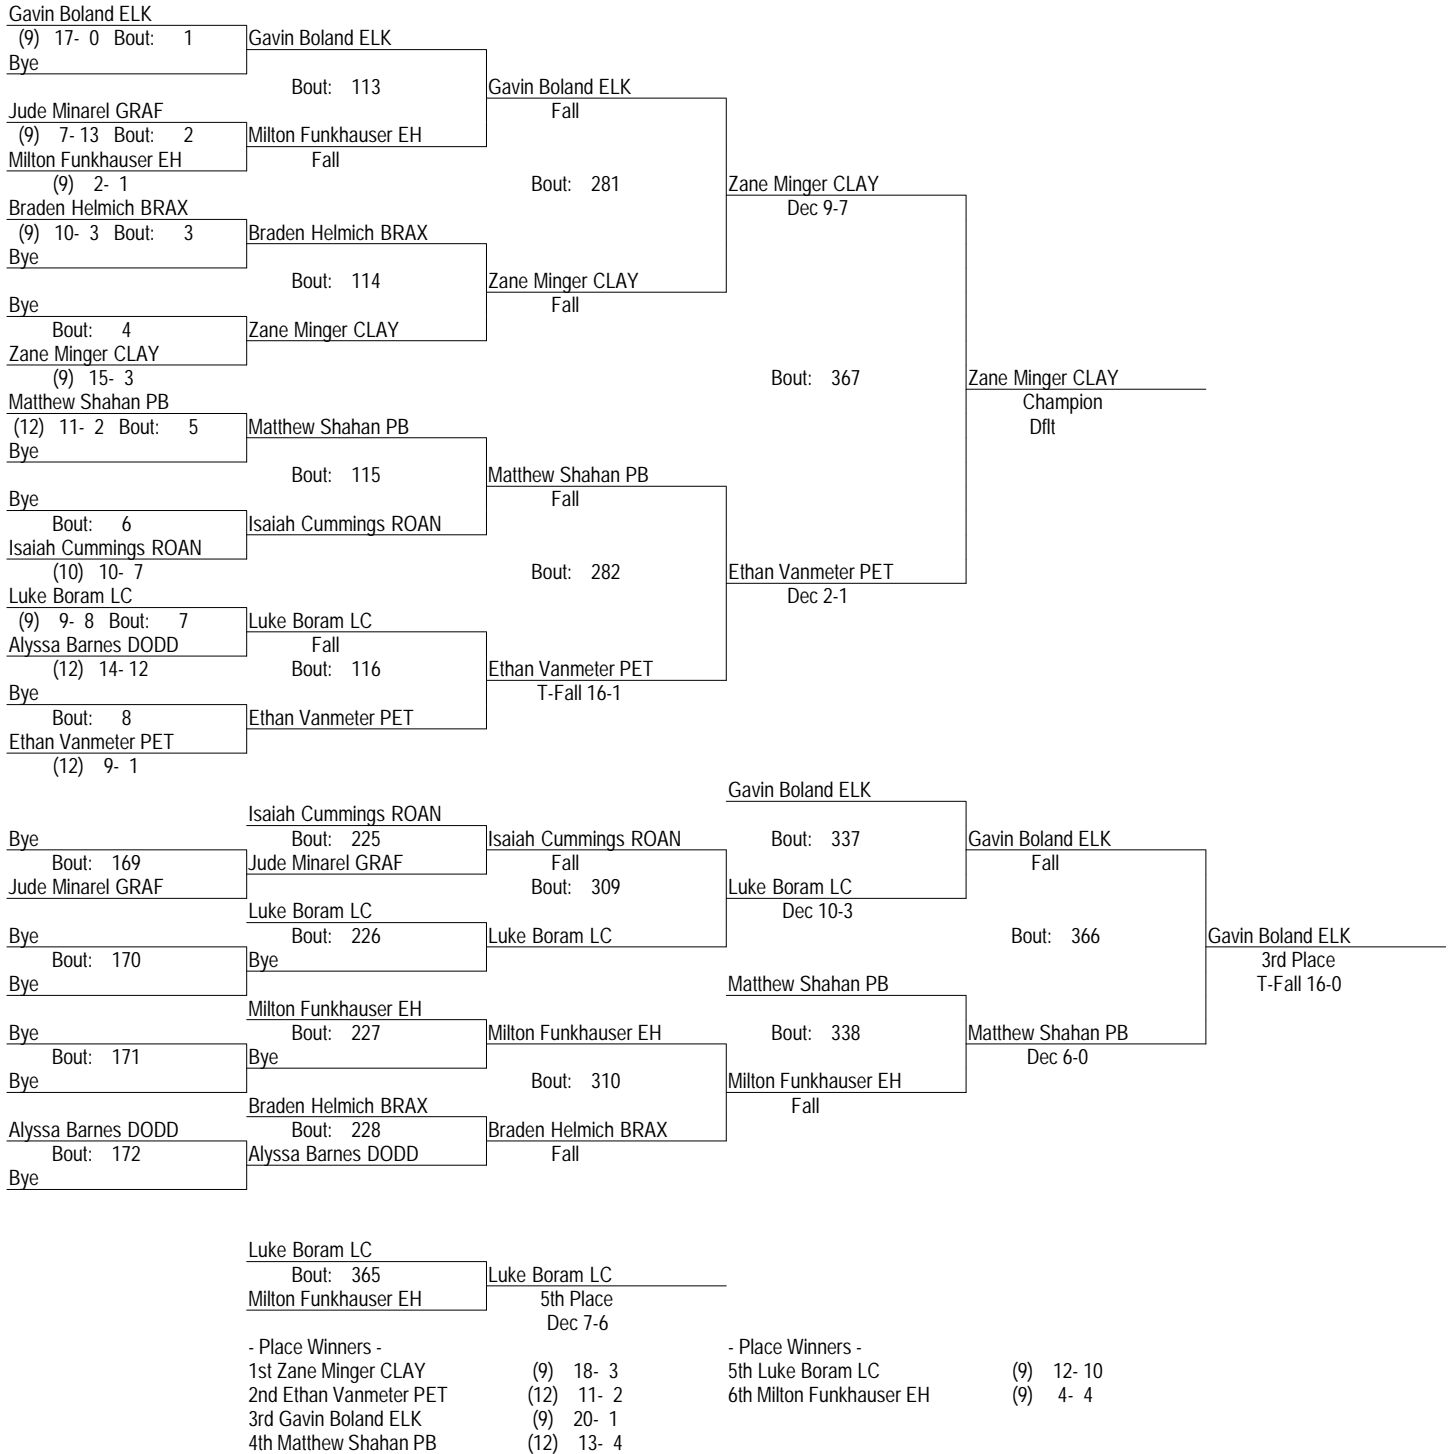 Gavin Boland ELK
(9) 17- 0 Bout: 1 Gavin Boland ELK
Bye
Bout: 113 Gavin Boland ELK
Jude Minarel GRAF Fall
(9) 7- 13 Bout: 2 Milton Funkhauser EH
Milton Funkhauser EH Fall
(9) 2- 1 Bout: 281 Zane Minger CLAY
Braden Helmich BRAX Dec 9-7
(9) 10- 3 Bout: 3 Braden Helmich BRAX
Bye
Bout: 114 Zane Minger CLAY
Bye Fall
Bout: 4 Zane Minger CLAY
Zane Minger CLAY
(9) 15- 3 Bout: 367 Zane Minger CLAY
Matthew Shahan PB Champion
(12) 11- 2 Bout: 5 Matthew Shahan PB Dflt
Bye
Bout: 115 Matthew Shahan PB
Bye Fall
Bout: 6 Isaiah Cummings ROAN
Isaiah Cummings ROAN
(10) 10- 7 Bout: 282 Ethan Vanmeter PET
Luke Boram LC Dec 2-1
(9) 9- 8 Bout: 7 Luke Boram LC
Alyssa Barnes DODD Fall
(12) 14- 12 Bout: 116 Ethan Vanmeter PET
Bye T-Fall 16-1
Bout: 8 Ethan Vanmeter PET
Ethan Vanmeter PET
(12) 9- 1
Gavin Boland ELK
Isaiah Cummings ROAN
Bye Bout: 225 Isaiah Cummings ROAN Bout: 337 Gavin Boland ELK
Bout: 169 Jude Minarel GRAF Fall Fall
Jude Minarel GRAF Bout: 309 Luke Boram LC
Luke Boram LC Dec 10-3
Bye Bout: 226 Luke Boram LC Bout: 366 Gavin Boland ELK
Bout: 170 Bye 3rd Place
Bye Matthew Shahan PB T-Fall 16-0
Milton Funkhauser EH
Bye Bout: 227 Milton Funkhauser EH Bout: 338 Matthew Shahan PB
Bout: 171 Bye Dec 6-0
Bye Bout: 310 Milton Funkhauser EH
Braden Helmich BRAX Fall
Alyssa Barnes DODD Bout: 228 Braden Helmich BRAX
Bout: 172 Alyssa Barnes DODD Fall
Bye
Luke Boram LC
Bout: 365 Luke Boram LC
Milton Funkhauser EH 5th Place
Dec 7-6
- Place Winners - - Place Winners -
1st Zane Minger CLAY (9) 18- 3 5th Luke Boram LC (9) 12- 10
2nd Ethan Vanmeter PET (12) 11- 2 6th Milton Funkhauser EH (9) 4- 4
3rd Gavin Boland ELK (9) 20- 1
4th Matthew Shahan PB (12) 13- 4